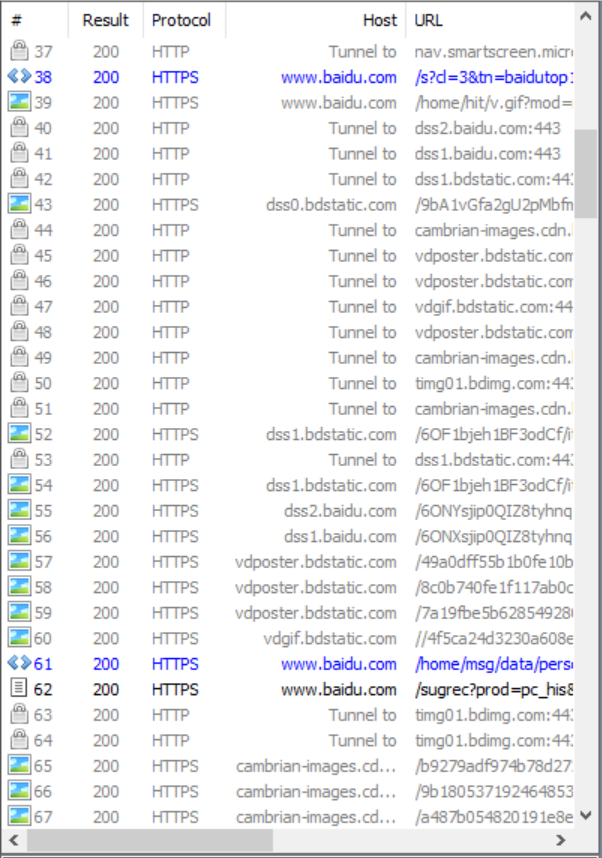 # Result Protocol Host URL
37 200 HTTP Tunnel to nav.smartscreen.micr
38 200 HTTPS www.baidu.com /s?cl=3&tn=baidutop1
39 200 HTTPS www.baidu.com /home/hit/v.gif?mod=
40 200 HTTP Tunnel to dss2.baidu.com:443
41 200 HTTP Tunnel to dss1.baidu.com:443
42 200 HTTP Tunnel to dss1.bdstatic.com:44
43 200 HTTPS dss0.bdstatic.com /9bA1vGfa2gU2pMbfm
44 200 HTTP Tunnel to cambrian-images.cdn.
45 200 HTTP Tunnel to vdposter.bdstatic.com
46 200 HTTP Tunnel to vdposter.bdstatic.com
47 200 HTTP Tunnel to vdgif.bdstatic.com:44
48 200 HTTP Tunnel to vdposter.bdstatic.com
49 200 HTTP Tunnel to cambrian-images.cdn.
50 200 HTTP Tunnel to timg01.bdimg.com:44
51 200 HTTP Tunnel to cambrian-images.cdn.
52 200 HTTPS dss1.bdstatic.com /6OF1bjeh1BF3odCf/i
53 200 HTTP Tunnel to dss1.bdstatic.com:44
54 200 HTTPS dss1.bdstatic.com /6OF1bjeh1BF3odCf/i
55 200 HTTPS dss2.baidu.com /6ONYsjip0QIZ8tyhnq
56 200 HTTPS dss1.baidu.com /6ONXsjip0QIZ8tyhnq
57 200 HTTPS vdposter.bdstatic.com /49a0dff55b1b0fe10b
58 200 HTTPS vdposter.bdstatic.com /8c0b740fe1f117ab0c
59 200 HTTPS vdposter.bdstatic.com /7a19fbe5b62854928
60 200 HTTPS vdgif.bdstatic.com //4f5ca24d3230a608e
61 200 HTTPS www.baidu.com /home/msg/data/pers
62 200 HTTPS www.baidu.com /sugrec?prod=pc_his&
63 200 HTTP Tunnel to timg01.bdimg.com:44
64 200 HTTP Tunnel to timg01.bdimg.com:44
65 200 HTTPS cambrian-images.cd... /b9279adf974b78d27
66 200 HTTPS cambrian-images.cd... /9b180537192464853
67 200 HTTPS cambrian-images.cd... /a487b054820191e8e